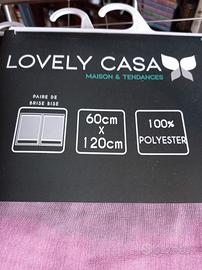 LOVELY CASA
MAISON & TENDANCES
PAIRE DE
BRISE BISE
60cm
x
120cm
100%
POLYESTER